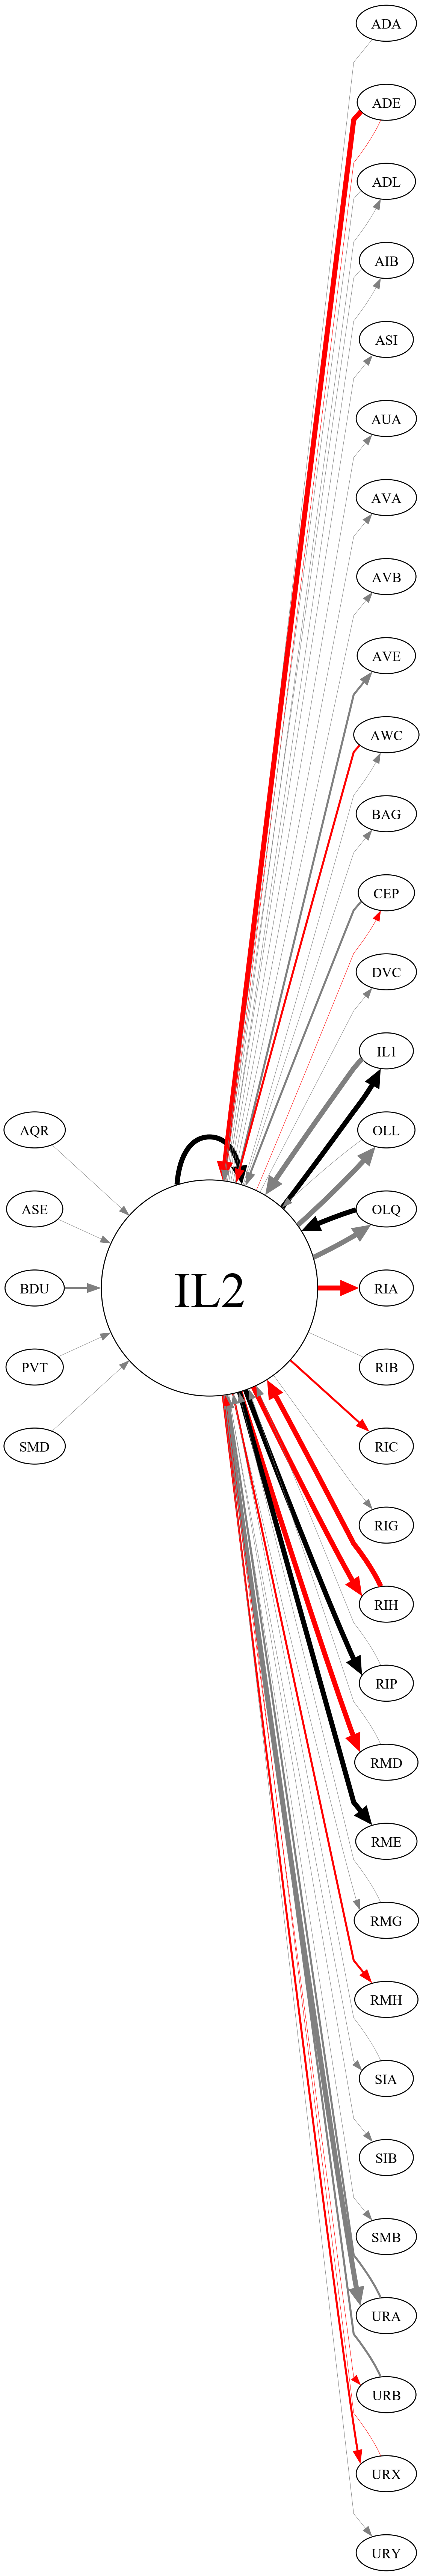 ADA
ADE
ADL
AIB
ASI
AUA
AVA
AVB
AVE
AWC
BAG
CEP
DVC
IL1
AQR
OLL
ASE
OLQ
BDU
IL2
RIA
PVT
RIB
SMD
RIC
RIG
RIH
RIP
RMD
RME
RMG
RMH
SIA
SIB
SMB
URA
URB
URX
URY